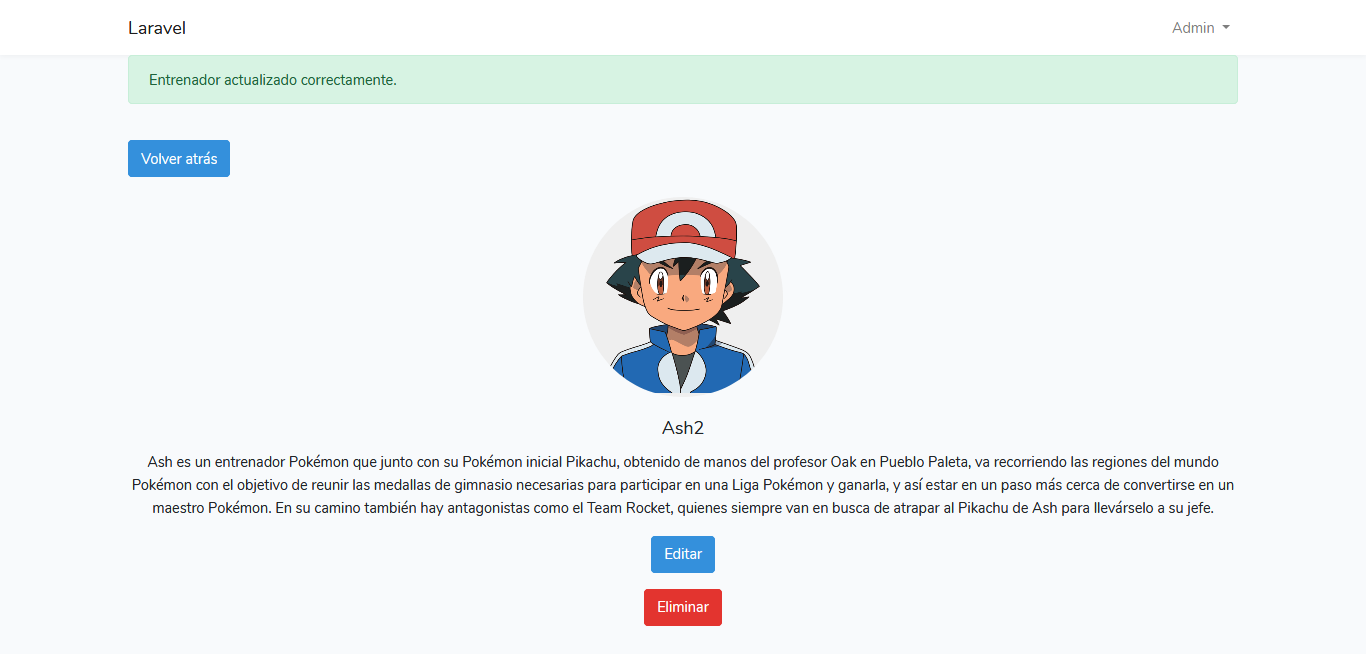 Laravel
Admin
Entrenador actualizado correctamente.
Volver atrás
Ash2
Ash es un entrenador Pokémon que junto con su Pokémon inicial Pikachu, obtenido de manos del profesor Oak en Pueblo Paleta, va recorriendo las regiones del mundo
Pokémon con el objetivo de reunir las medallas de gimnasio necesarias para participar en una Liga Pokémon y ganarla, y así estar en un paso más cerca de convertirse en un
maestro Pokémon. En su camino también hay antagonistas como el Team Rocket, quienes siempre van en busca de atrapar al Pikachu de Ash para llevárselo a su jefe.
Editar
Eliminar